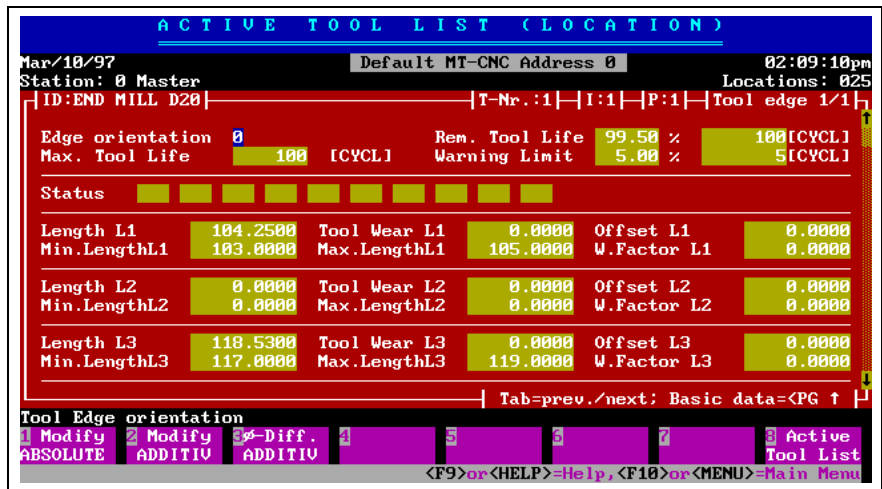 ACTIVE TOOL LIST (LOCATION)
Mar/10/97 Default MT-CNC Address 0 02:09:10pm
Station: 0 Master Locations: 025
ID:END MILL D20 T-Nr.:1 I:1 P:1 Tool edge 1/1
Edge orientation 0 Rem. Tool Life 99.50 % 100[CYCL]
Max. Tool Life 100 [CYCL] Warning Limit 5.00 % 5[CYCL]
Status
Length L1 104.2500 Tool Wear L1 0.0000 Offset L1 0.0000
Min.LengthL1 103.0000 Max.LengthL1 105.0000 W.Factor L1 0.0000
Length L2 0.0000 Tool Wear L2 0.0000 Offset L2 0.0000
Min.LengthL2 0.0000 Max.LengthL2 0.0000 W.Factor L2 0.0000
Length L3 118.5300 Tool Wear L3 0.0000 Offset L3 0.0000
Min.LengthL3 117.0000 Max.LengthL3 119.0000 W.Factor L3 0.0000
Tab=prev./next; Basic data=<PG ↑
Tool Edge orientation
1 Modify 2 Modify 3 ø-Diff. 4 5 6 7 8 Active
ABSOLUTE ADDITIV ADDITIV Tool List
<F9>or<HELP>=Help,<F10>or<MENU>=Main Menu